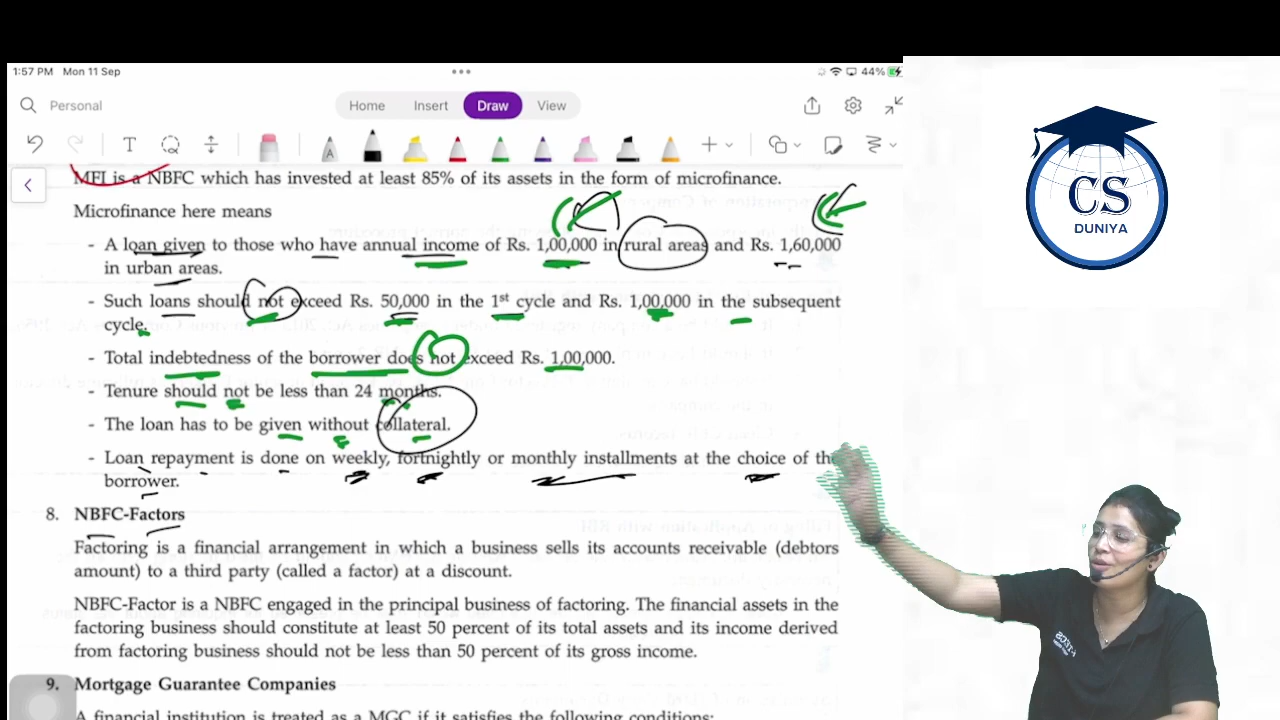 1:57 PM Mon 11 Sep
44%
Personal
Home Insert Draw View
MFI is a NBFC which has invested at least 85% of its assets in the form of microfinance.
Microfinance here means
- A loan given to those who have annual income of Rs. 1,00,000 in rural areas and Rs. 1,60,000
in urban areas.
- Such loans should not exceed Rs. 50,000 in the 1st cycle and Rs. 1,00,000 in the subsequent
cycle.
- Total indebtedness of the borrower does not exceed Rs. 1,00,000.
- Tenure should not be less than 24 months.
- The loan has to be given without collateral.
- Loan repayment is done on weekly, fortnightly or monthly installments at the choice of the
borrower.
8. NBFC-Factors
Factoring is a financial arrangement in which a business sells its accounts receivable (debtors
amount) to a third party (called a factor) at a discount.
NBFC-Factor is a NBFC engaged in the principal business of factoring. The financial assets in the
factoring business should constitute at least 50 percent of its total assets and its income derived
from factoring business should not be less than 50 percent of its gross income.
9. Mortgage Guarantee Companies
A financial institution is treated as a MGC if it satisfies the following conditions:
CS
DUNIYA